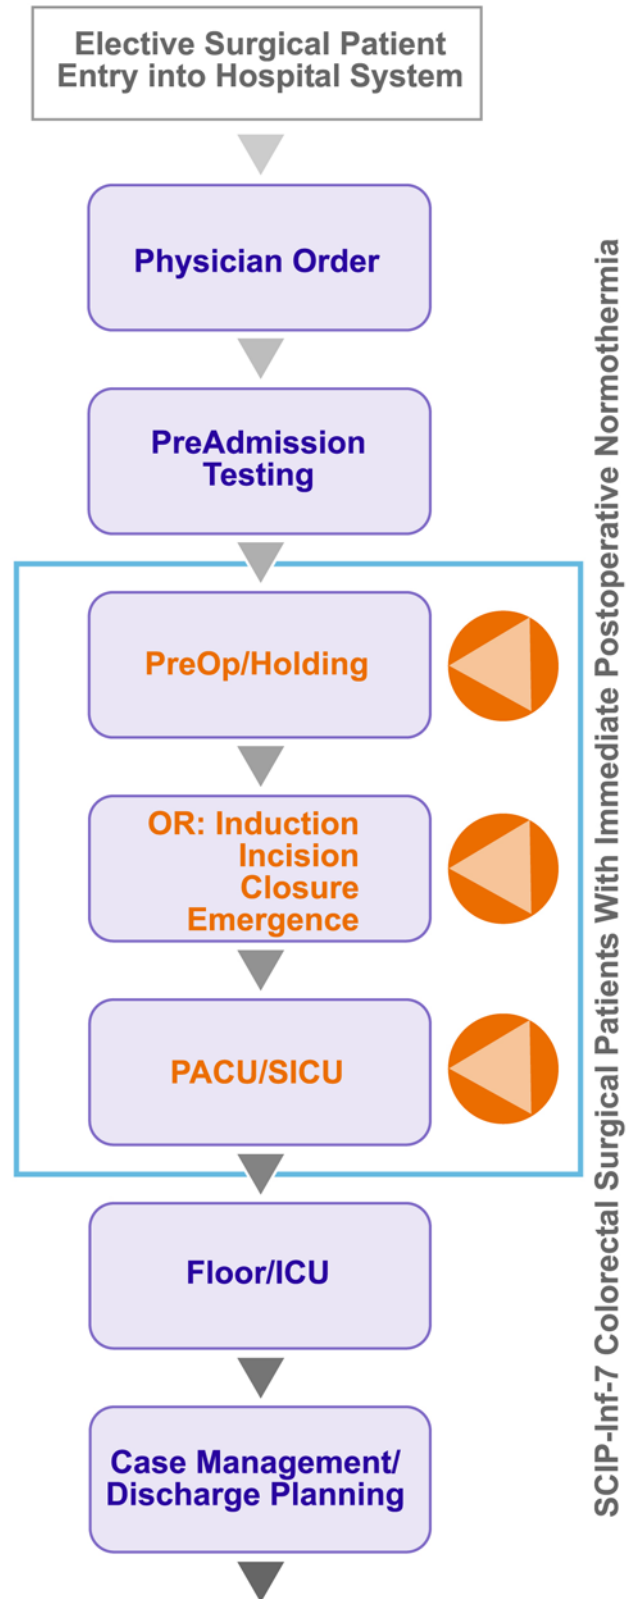 Elective Surgical Patient
Entry into Hospital System
Physician Order
PreAdmission
Testing
PreOp/Holding
OR: Induction
Incision
Closure
Emergence
PACU/SICU
Floor/ICU
Case Management/
Discharge Planning
SCIP-Inf-7 Colorectal Surgical Patients With Immediate Postoperative Normothermia